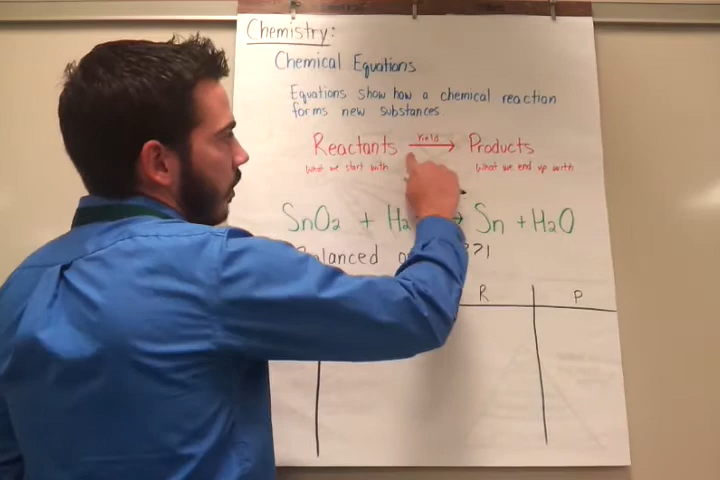 Chemistry:
Chemical Equations
Equations show how a chemical reaction
forms new substances
Reactants Yield → Products
What we start with What we end up with
SnO₂ + H₂ → Sn + H₂O
Balanced
R P